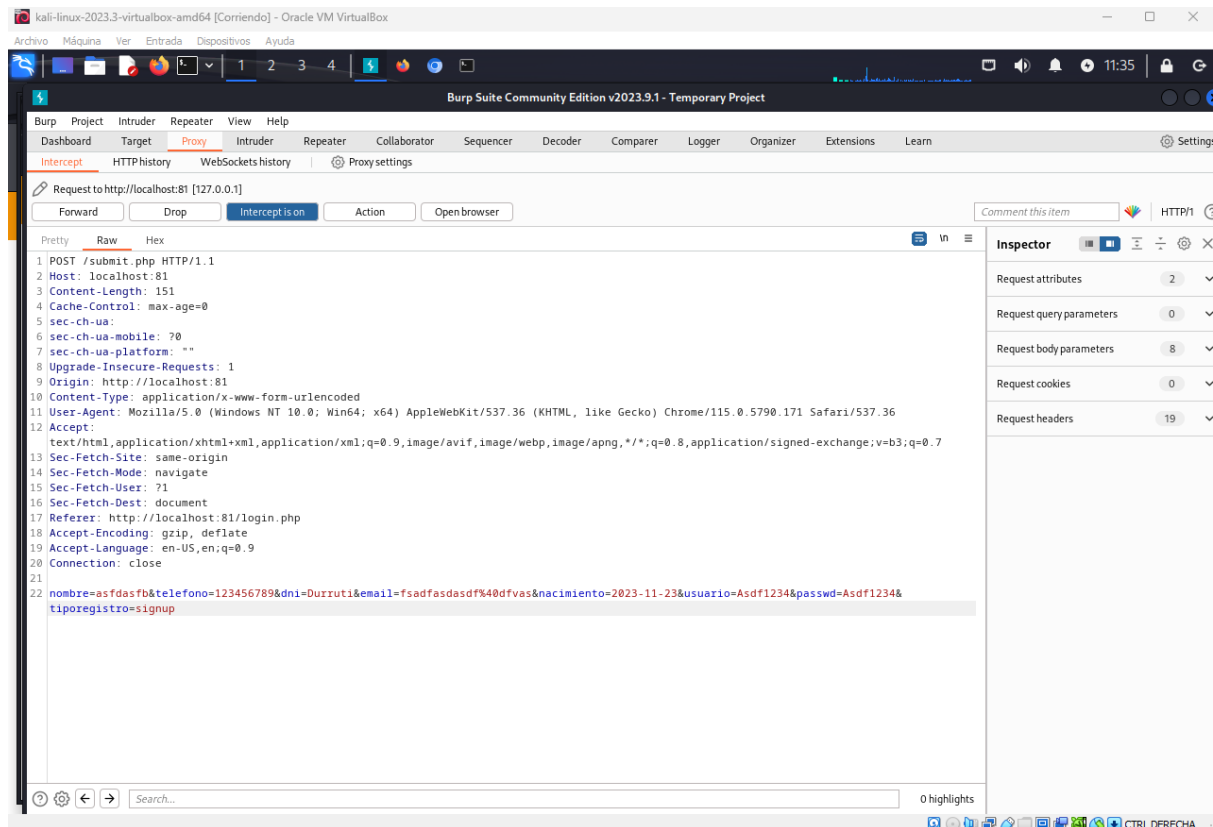 kali-linux-2023.3-virtualbox-amd64 [Corriendo] - Oracle VM VirtualBox
Archivo Máquina Ver Entrada Dispositivos Ayuda
1 2 3 4 11:35
Burp Suite Community Edition v2023.9.1 - Temporary Project
Burp Project Intruder Repeater View Help
Dashboard Target Proxy Intruder Repeater Collaborator Sequencer Decoder Comparer Logger Organizer Extensions Learn Settings
Intercept HTTP history WebSockets history Proxy settings
Request to http://localhost:81 [127.0.0.1]
Forward Drop Intercept is on Action Open browser Comment this item HTTP/1
Pretty Raw Hex \n
Inspector
1 POST /submit.php HTTP/1.1
2 Host: localhost:81
3 Content-Length: 151
4 Cache-Control: max-age=0
5 sec-ch-ua:
6 sec-ch-ua-mobile: ?0
7 sec-ch-ua-platform: ""
8 Upgrade-Insecure-Requests: 1
9 Origin: http://localhost:81
10 Content-Type: application/x-www-form-urlencoded
11 User-Agent: Mozilla/5.0 (Windows NT 10.0; Win64; x64) AppleWebKit/537.36 (KHTML, like Gecko) Chrome/115.0.5790.171 Safari/537.36
12 Accept:
text/html,application/xhtml+xml,application/xml;q=0.9,image/avif,image/webp,image/apng,*/*;q=0.8,application/signed-exchange;v=b3;q=0.7
13 Sec-Fetch-Site: same-origin
14 Sec-Fetch-Mode: navigate
15 Sec-Fetch-User: ?1
16 Sec-Fetch-Dest: document
17 Referer: http://localhost:81/login.php
18 Accept-Encoding: gzip, deflate
19 Accept-Language: en-US,en;q=0.9
20 Connection: close
21
22 nombre=asfdasfb&telefono=123456789&dni=Durruti&email=fsadfasdasdf%40dfvas&nacimiento=2023-11-23&usuario=Asdf1234&passwd=Asdf1234&
tiporegistro=signup
Request attributes 2
Request query parameters 0
Request body parameters 8
Request cookies 0
Request headers 19
Search... 0 highlights
CTRL DERECHA